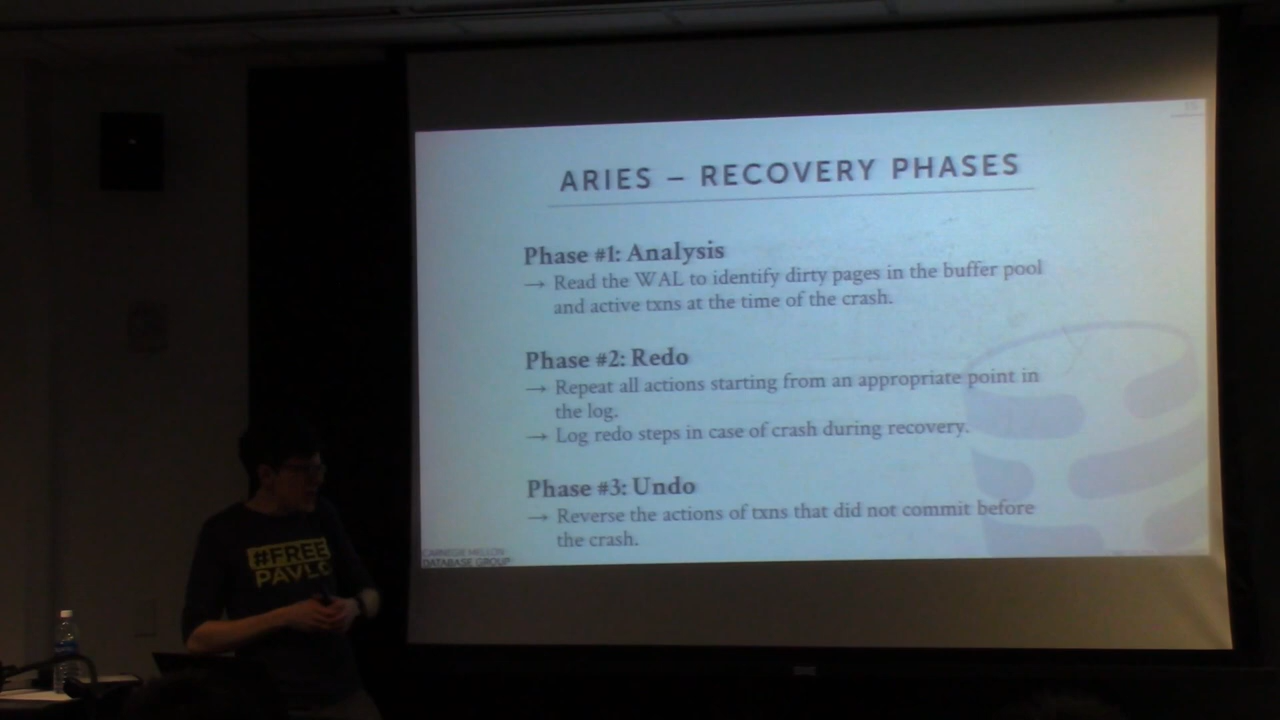 15
ARIES – RECOVERY PHASES
Phase #1: Analysis
→ Read the WAL to identify dirty pages in the buffer pool
and active txns at the time of the crash.
Phase #2: Redo
→ Repeat all actions starting from an appropriate point in
the log.
→ Log redo steps in case of crash during recovery.
Phase #3: Undo
→ Reverse the actions of txns that did not commit before
the crash.
CARNEGIE MELLON
DATABASE GROUP
#FREE
PAVLO